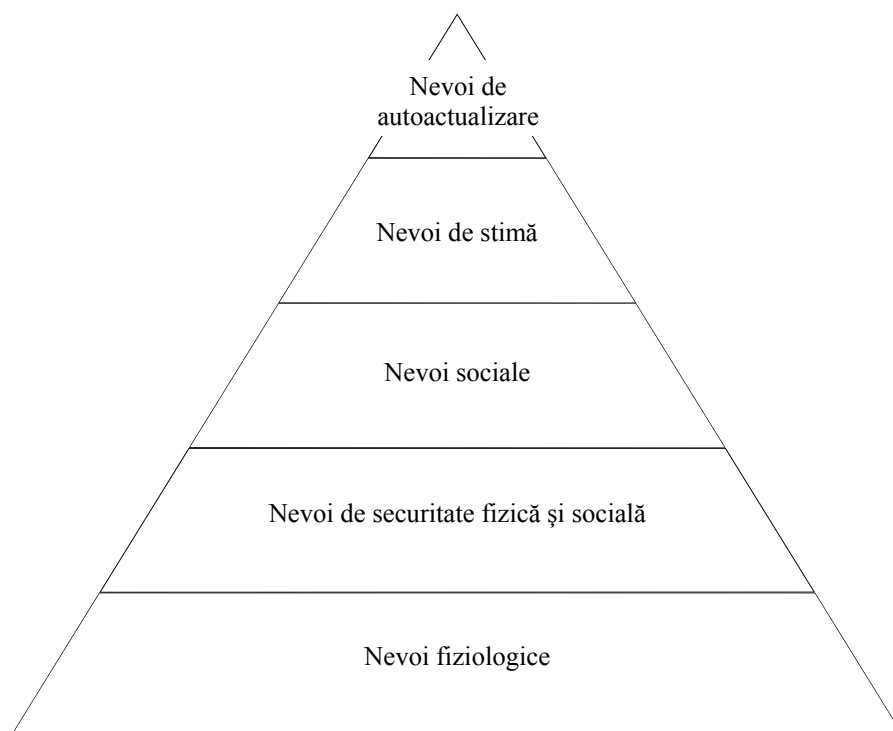 Nevoi de
autoactualizare
Nevoi de stimă
Nevoi sociale
Nevoi de securitate fizică şi socială
Nevoi fiziologice